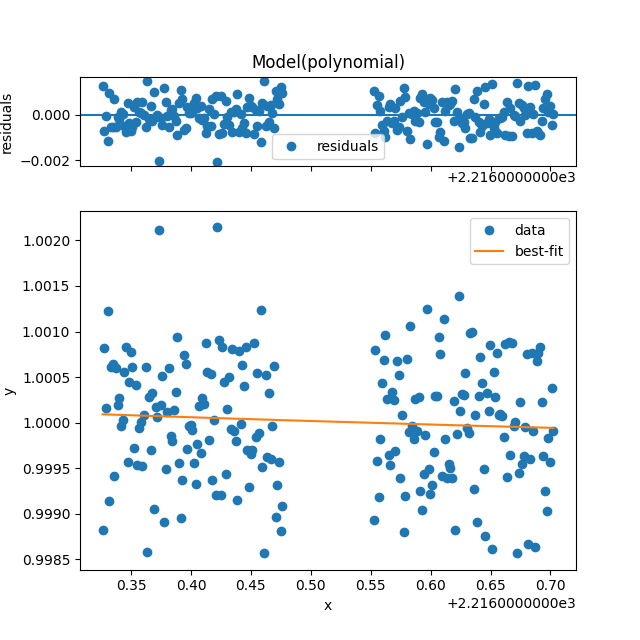 Model(polynomial)
residuals
0.000
−0.002
residuals
+2.2160000000e3
y
1.0020
1.0015
1.0010
1.0005
1.0000
0.9995
0.9990
0.9985
data
best-fit
0.35 0.40 0.45 0.50 0.55 0.60 0.65 0.70
x
+2.2160000000e3